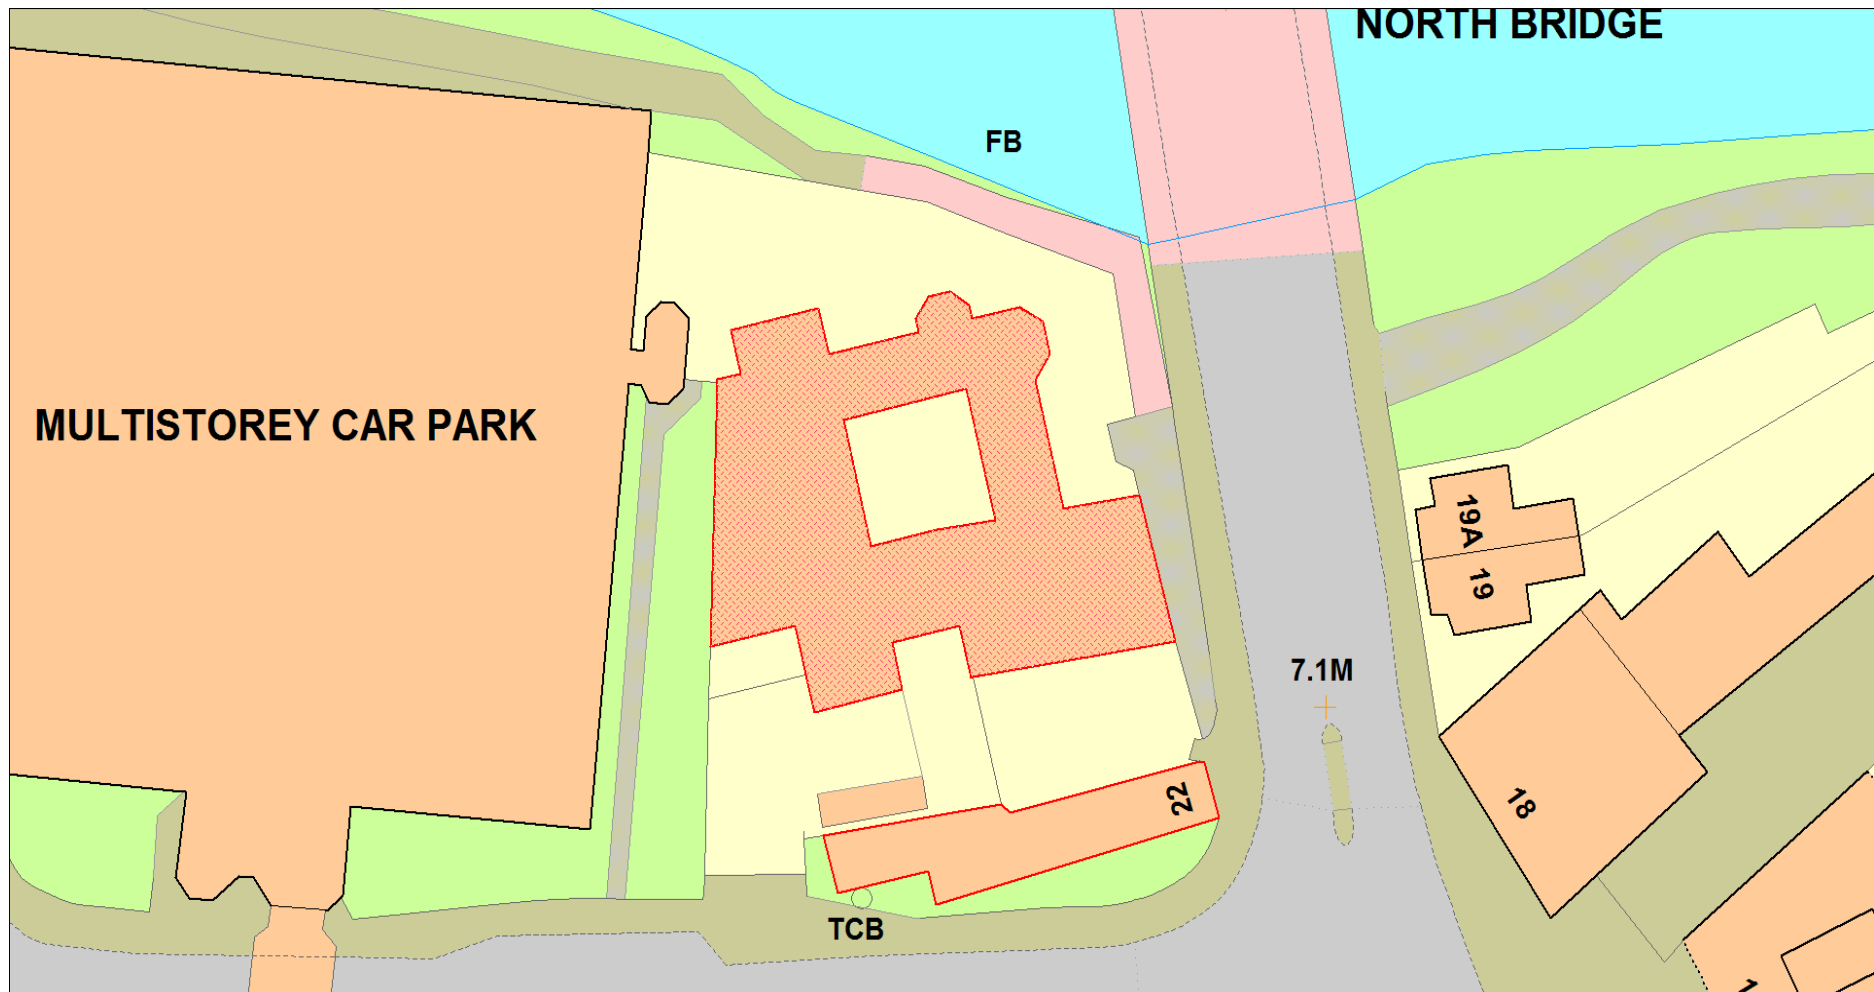 NORTH BRIDGE
FB
MULTISTOREY CAR PARK
19A
19
7.1M
22
18
TCB